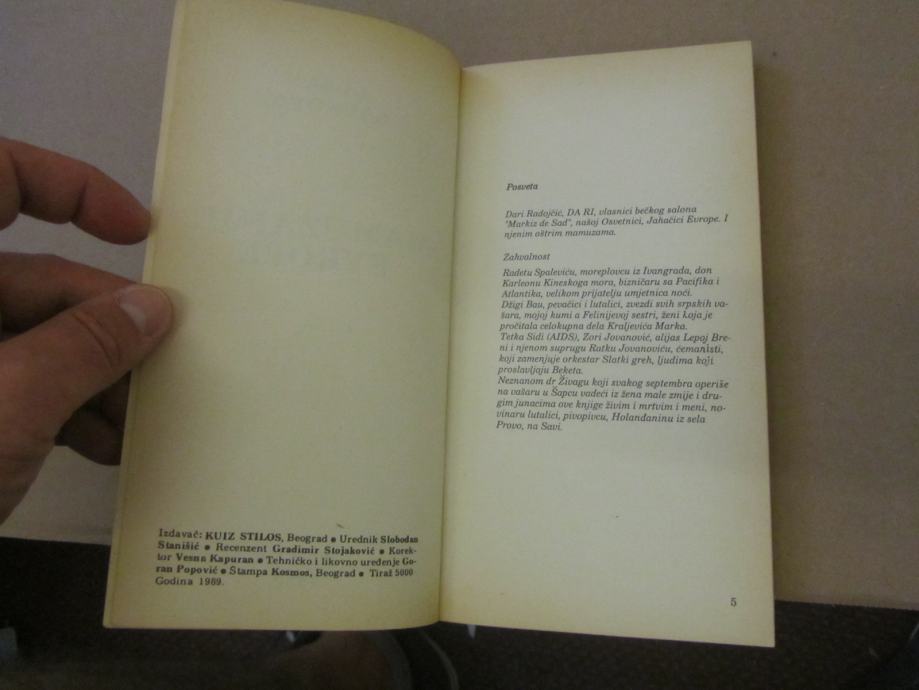 Izdavač: KUIZ STILOS, Beograd ● Urednik Slobodan
Stanišić ● Recenzent Gradimir Stojaković ● Korek-
tor Vesna Kapuran ● Tehničko i likovno uređenje Go-
ran Popović ● Štampa Kosmos, Beograd ● Tiraž 5000
Godina 1989.
Posveta
Dari Radojčić, DA RI, vlasnici bečkog salona
"Markiz de Sad", našoj Osvetnici, Jahačici Evrope. I
njenim oštrim mamuzama.
Zahvalnost
Radetu Spaleviću, moreplovcu iz Ivangrada, don
Karleonu Kineskoga mora, bizničaru sa Pacifika i
Atlantika, velikom prijatelju umjetnica noći.
Džigi Bau, pevačici i lutalici, zvezdi svih srpskih va-
šara, mojoj kumi a Felinijevoj sestri, ženi koja je
pročitala celokupna dela Kraljevića Marka.
Tetka Sidi (AIDS), Zori Jovanović, alijas Lepoj Bre-
ni i njenom suprugu Ratku Jovanoviću, ćemanisti,
koji zamenjuje orkestar Slatki greh, ljudima koji
proslavljaju Beketa.
Neznanom dr Živagu koji svakog septembra operiše
na vašaru u Šapcu vadeći iz žena male zmije i dru-
gim junacima ove knjige živim i mrtvim i meni, no-
vinaru lutalici, pivopivcu, Holanđaninu iz sela
Provo, na Savi.
5